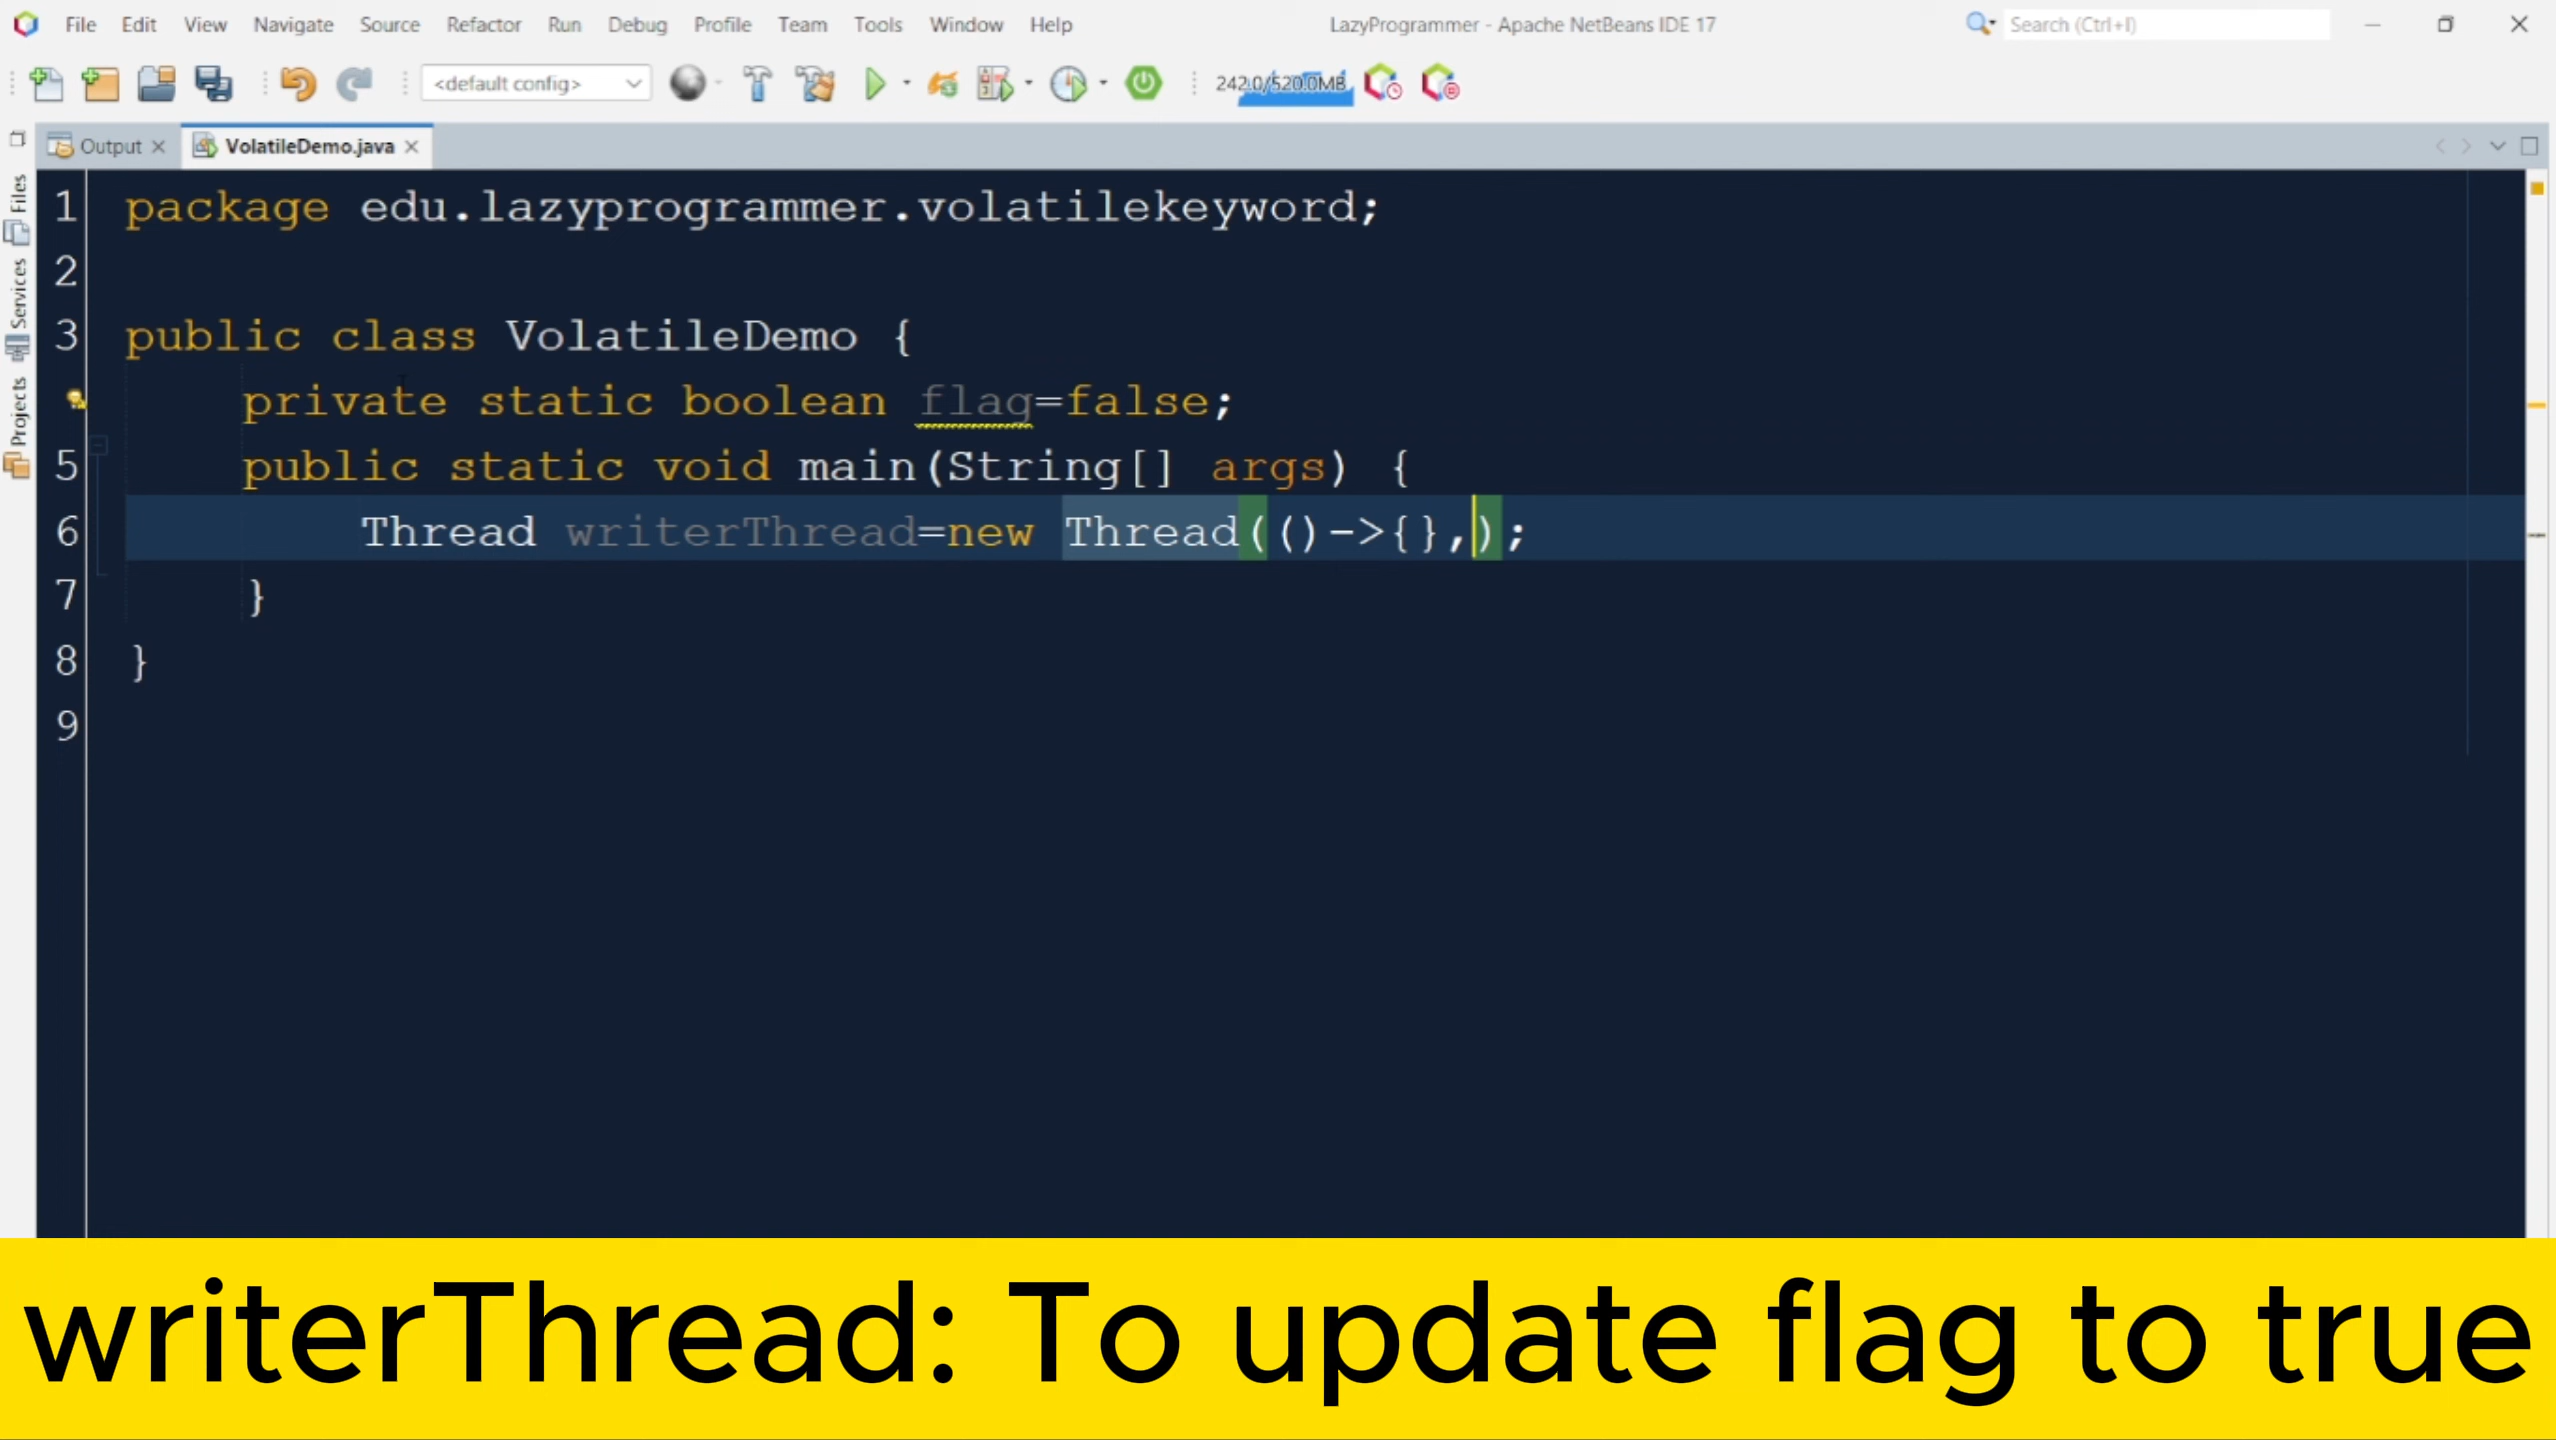 File Edit View Navigate Source Refactor Run Debug Profile Team Tools Window Help LazyProgrammer - Apache NetBeans IDE 17 Search (Ctrl+I)
<default config> 242.0/520.0MB
Output VolatileDemo.java
Files
Services
Projects
1 package edu.lazyprogrammer.volatilekeyword;
2
3 public class VolatileDemo {
private static boolean flag=false;
5 public static void main(String[] args) {
6 Thread writerThread=new Thread(()->{},);
7 }
8 }
9
writerThread: To update flag to true